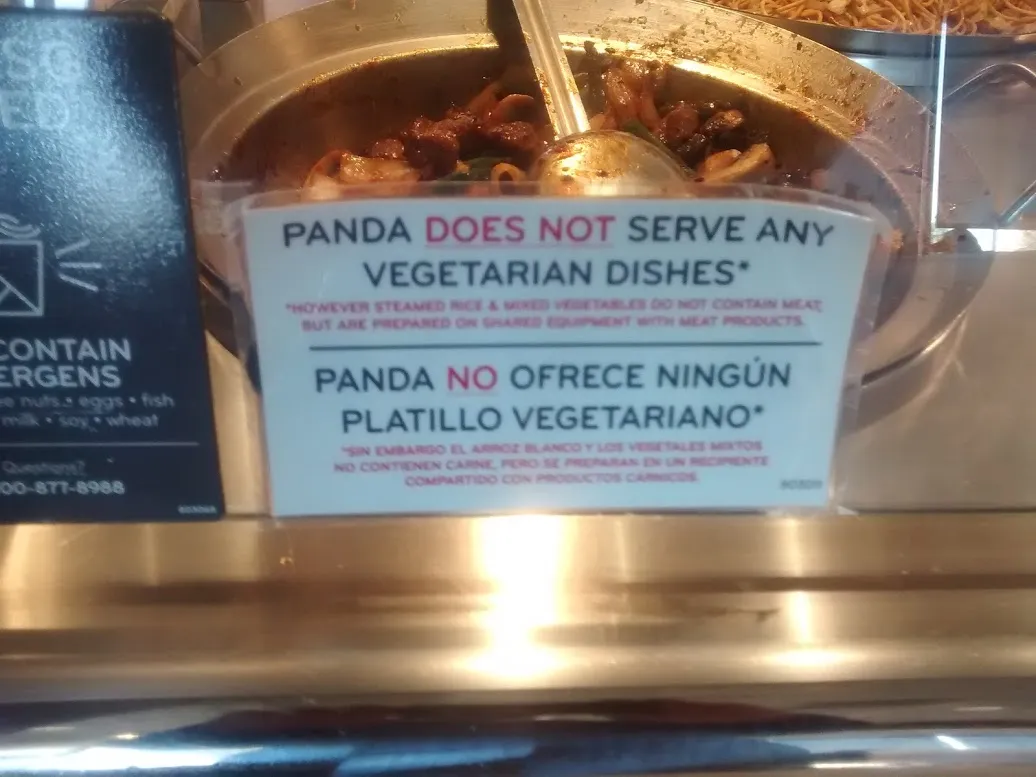 SG
ED
CONTAIN
ERGENS
nuts • eggs • fish
milk • soy • wheat
Questions?
00-877-8988
PANDA DOES NOT SERVE ANY
VEGETARIAN DISHES*
*HOWEVER STEAMED RICE & MIXED VEGETABLES DO NOT CONTAIN MEAT,
BUT ARE PREPARED ON SHARED EQUIPMENT WITH MEAT PRODUCTS.
PANDA NO OFRECE NINGÚN
PLATILLO VEGETARIANO*
*SIN EMBARGO EL ARROZ BLANCO Y LOS VEGETALES MIXTOS
NO CONTIENEN CARNE, PERO SE PREPARAN EN UN RECIPIENTE
COMPARTIDO CON PRODUCTOS CARNICOS.